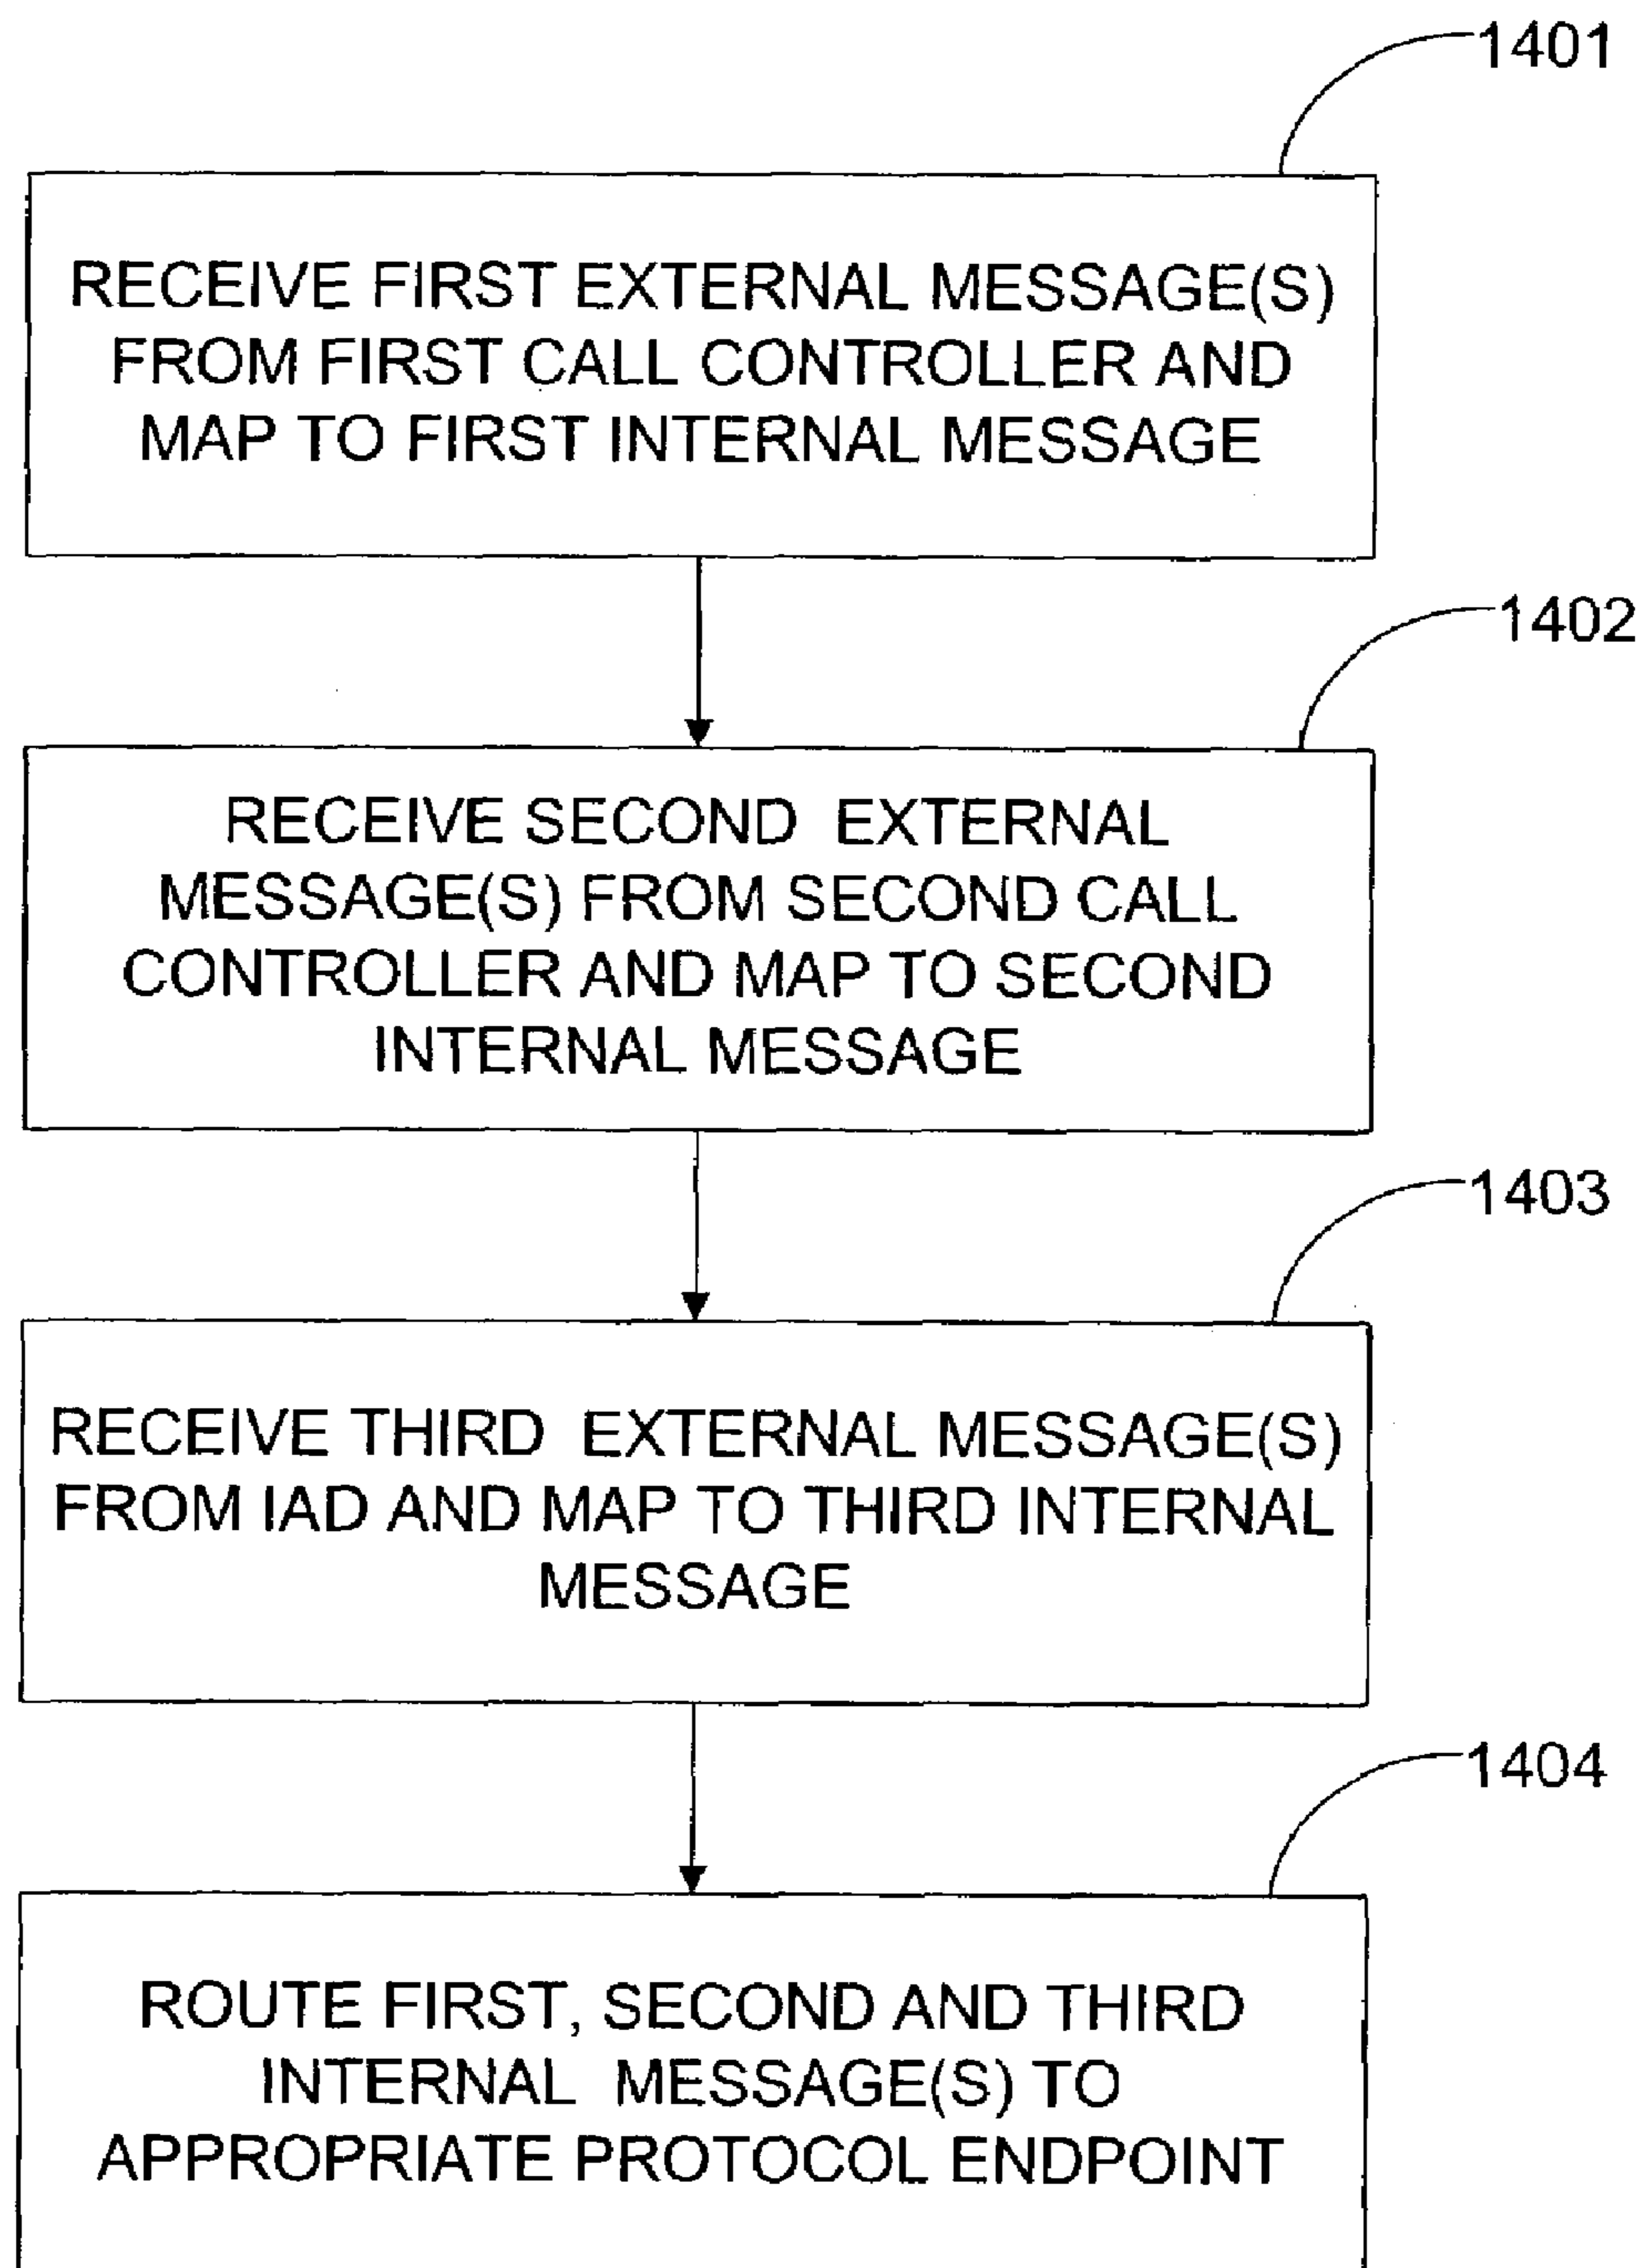 1401
RECEIVE FIRST EXTERNAL MESSAGE(S)
FROM FIRST CALL CONTROLLER AND
MAP TO FIRST INTERNAL MESSAGE
1402
RECEIVE SECOND EXTERNAL
MESSAGE(S) FROM SECOND CALL
CONTROLLER AND MAP TO SECOND
INTERNAL MESSAGE
1403
RECEIVE THIRD EXTERNAL MESSAGE(S)
FROM IAD AND MAP TO THIRD INTERNAL
MESSAGE
1404
ROUTE FIRST, SECOND AND THIRD
INTERNAL MESSAGE(S) TO
APPROPRIATE PROTOCOL ENDPOINT